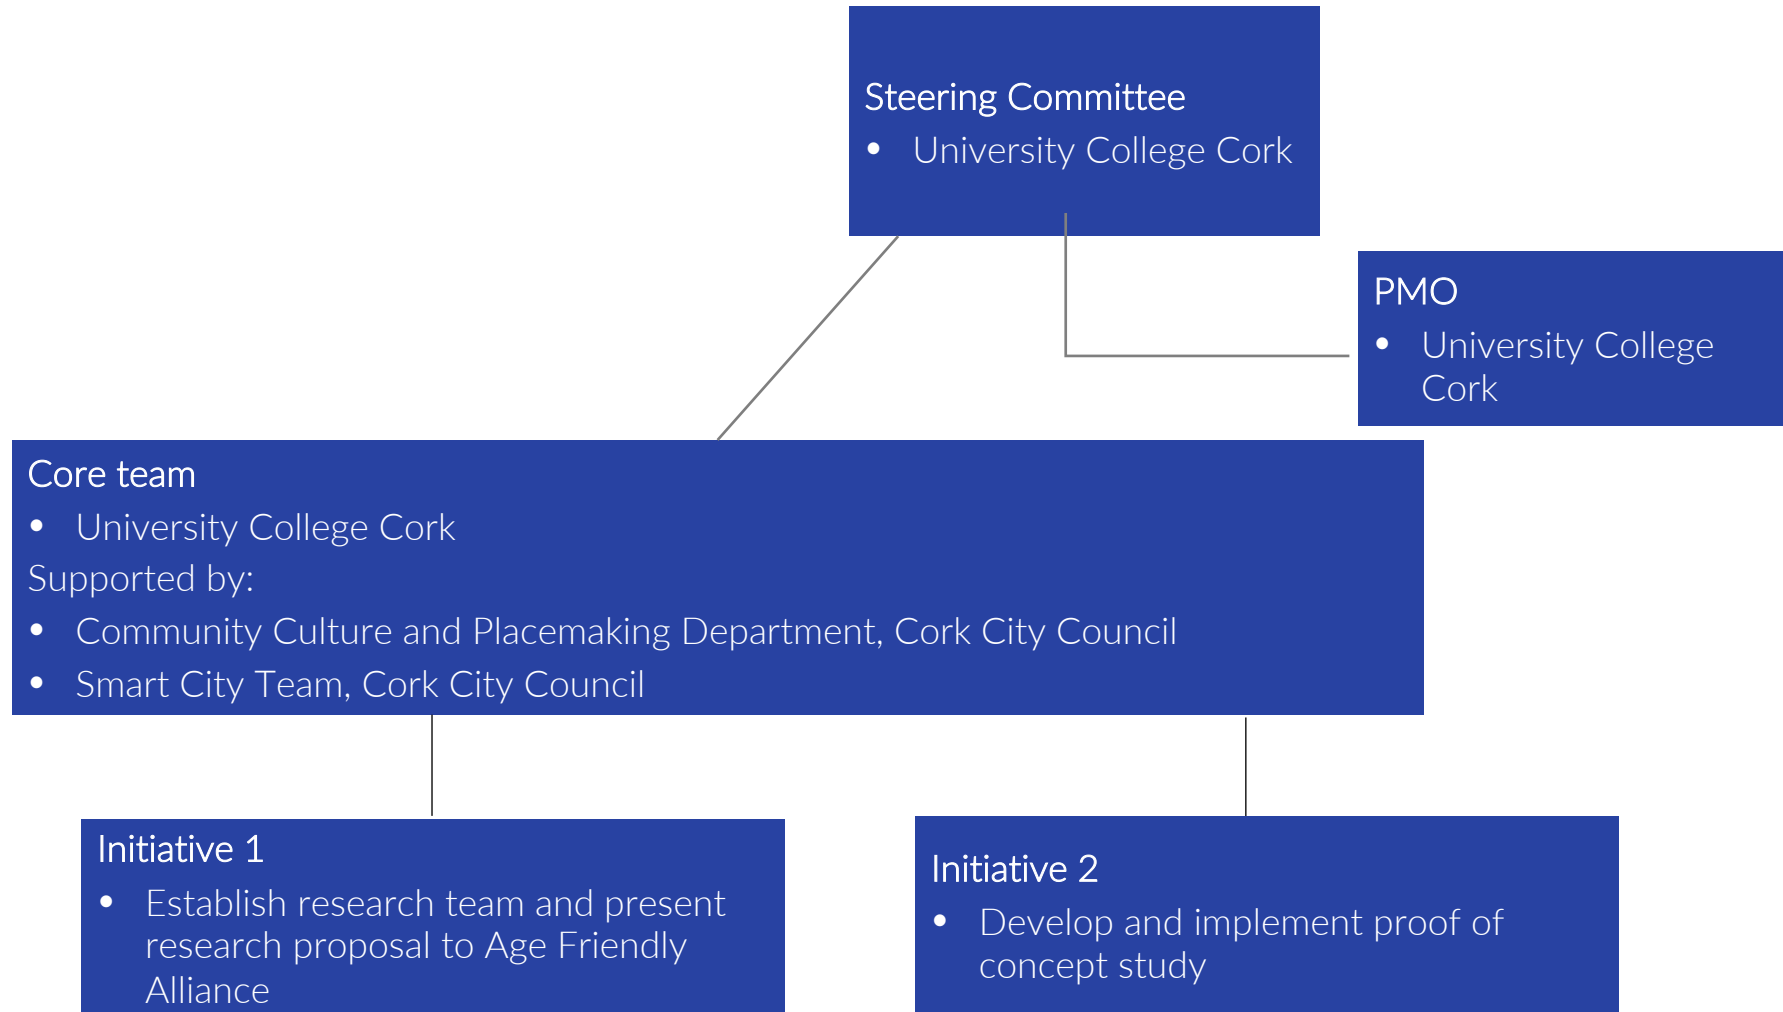 Steering Committee
• University College Cork
PMO
• University College
Cork
Core team
• University College Cork
Supported by:
• Community Culture and Placemaking Department, Cork City Council
• Smart City Team, Cork City Council
Initiative 1
• Establish research team and present
research proposal to Age Friendly
Alliance
Initiative 2
• Develop and implement proof of
concept study